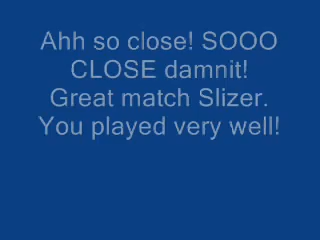 Ahh so close! SOOO
CLOSE damnit!
Great match Slizer.
You played very well!